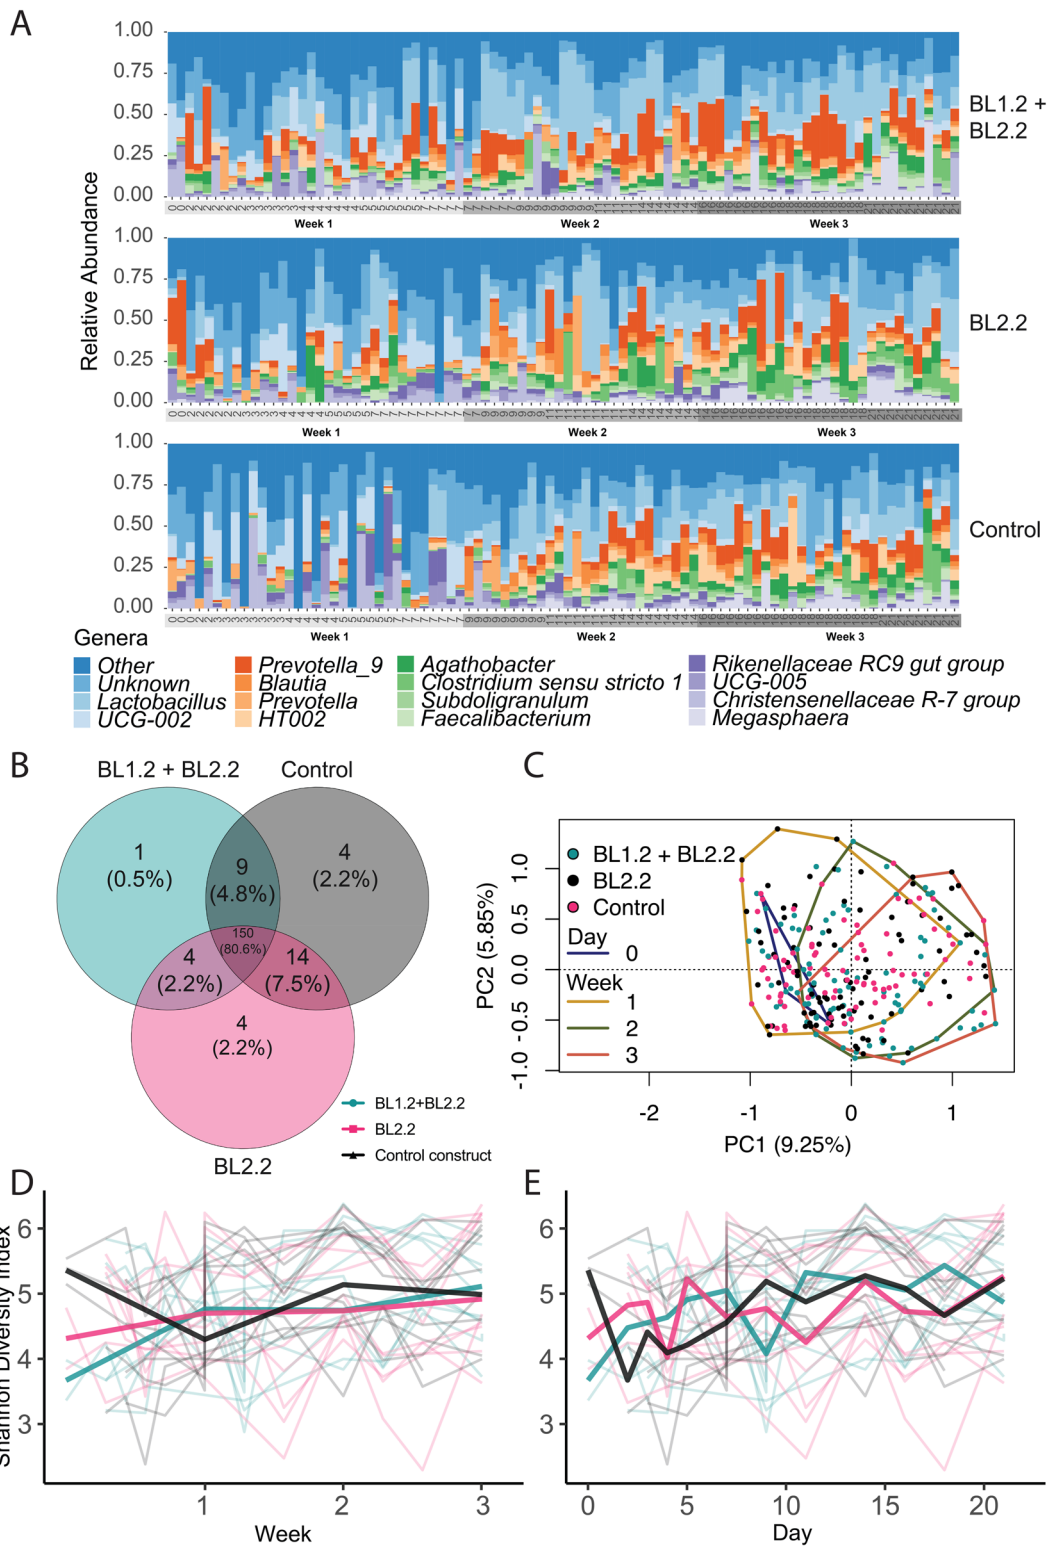 A
1.00
0.75
0.50
0.25
0.00
BL1.2 +
BL2.2
Week 1
Week 2
Week 3
1.00
0.75
0.50
0.25
0.00
BL2.2
Week 1
Week 2
Week 3
1.00
0.75
0.50
0.25
0.00
Control
Week 1
Week 2
Week 3
Relative Abundance
Genera
Other
Unknown
Lactobacillus
UCG-002
Prevotella_9
Blautia
Prevotella
HT002
Agathobacter
Clostridium sensu stricto 1
Subdoligranulum
Faecalibacterium
Rikenellaceae RC9 gut group
UCG-005
Christensenellaceae R-7 group
Megasphaera
B
BL1.2 + BL2.2
Control
1
(0.5%)
9
(4.8%)
4
(2.2%)
150
(80.6%)
4
(2.2%)
14
(7.5%)
4
(2.2%)
BL2.2
BL1.2+BL2.2
BL2.2
Control construct
C
BL1.2 + BL2.2
BL2.2
Control
Day
0
Week
1
2
3
PC2 (5.85%)
1.0
0.5
0.0
-0.5
-1.0
-2
-1
0
1
PC1 (9.25%)
D
Shannon Diversity Index
6
5
4
3
1
2
3
Week
E
6
5
4
3
0
5
10
15
20
Day